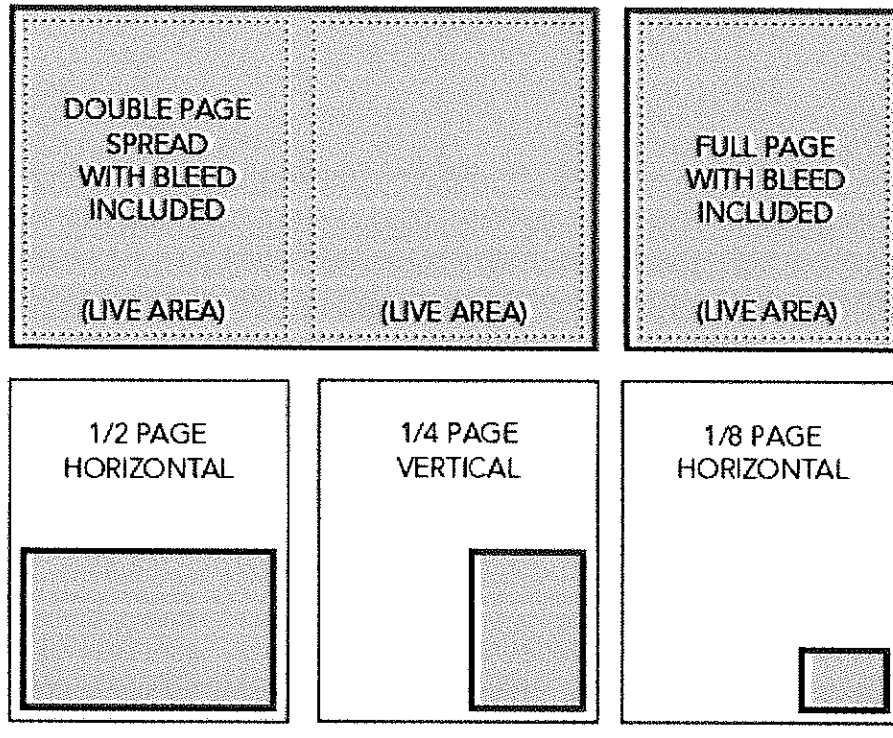 DOUBLE PAGE
SPREAD
WITH BLEED
INCLUDED
(LIVE AREA)
(LIVE AREA)
FULL PAGE
WITH BLEED
INCLUDED
(LIVE AREA)
1/2 PAGE
HORIZONTAL
1/4 PAGE
VERTICAL
1/8 PAGE
HORIZONTAL